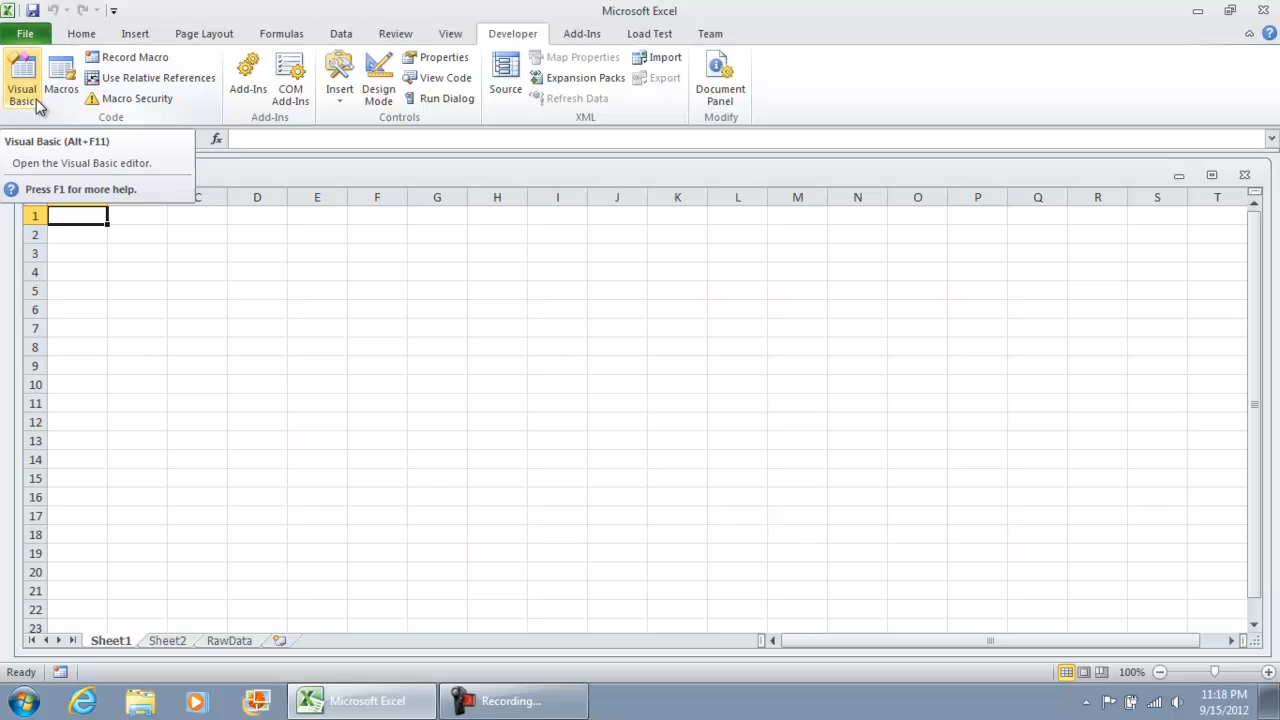 Microsoft Excel
File Home Insert Page Layout Formulas Data Review View Developer Add-Ins Load Test Team
Visual Basic
Macros
Record Macro
Use Relative References
Macro Security
Code
Add-Ins
COM Add-Ins
Add-Ins
Insert
Design Mode
Properties
View Code
Run Dialog
Controls
Source
Map Properties
Expansion Packs
Refresh Data
Import
Export
XML
Document Panel
Modify
Visual Basic (Alt+F11)
fx
Open the Visual Basic editor.
Press F1 for more help.
C D E F G H I J K L M N O P Q R S T
1
2
3
4
5
6
7
8
9
10
11
12
13
14
15
16
17
18
19
20
21
22
23
Sheet1 Sheet2 RawData
Ready 100%
Microsoft Excel Recording... 11:18 PM
9/15/2012